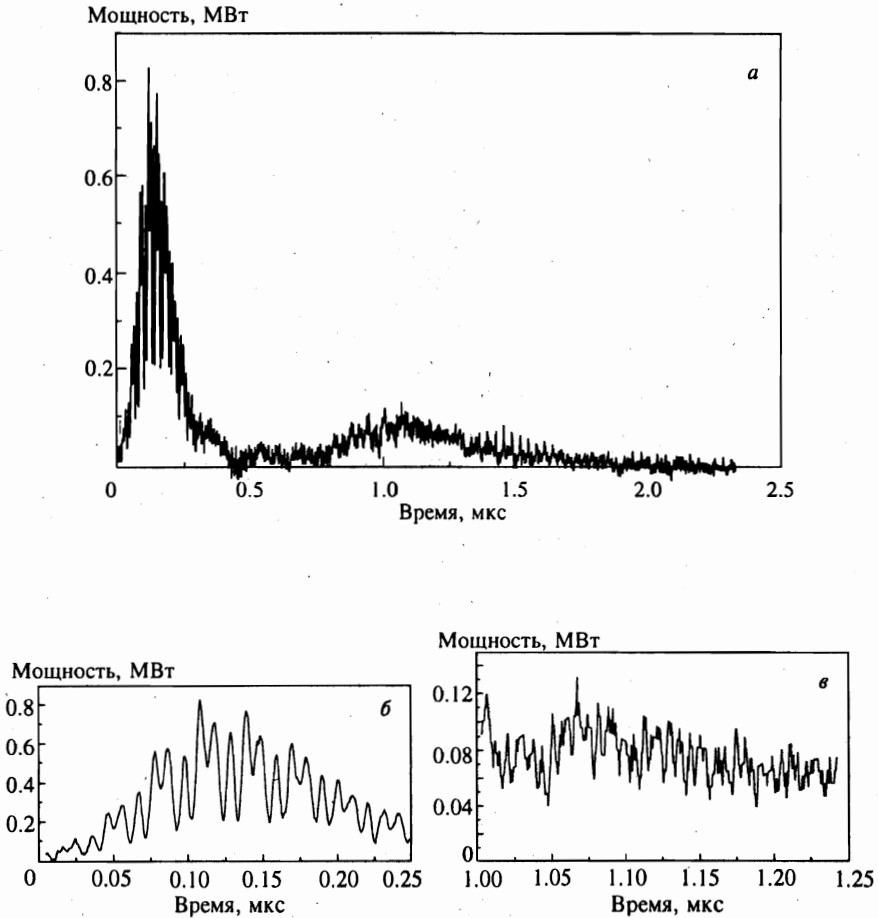 Мощность, МВт
а
0.8
0.6
0.4
0.2
0 0.5 1.0 1.5 2.0 2.5
Время, мкс
Мощность, МВт
б
0.8
0.6
0.4
0.2
0 0.05 0.10 0.15 0.20 0.25
Время, мкс
Мощность, МВт
в
0.12
0.08
0.04
0
1.00 1.05 1.10 1.15 1.20 1.25
Время, мкс